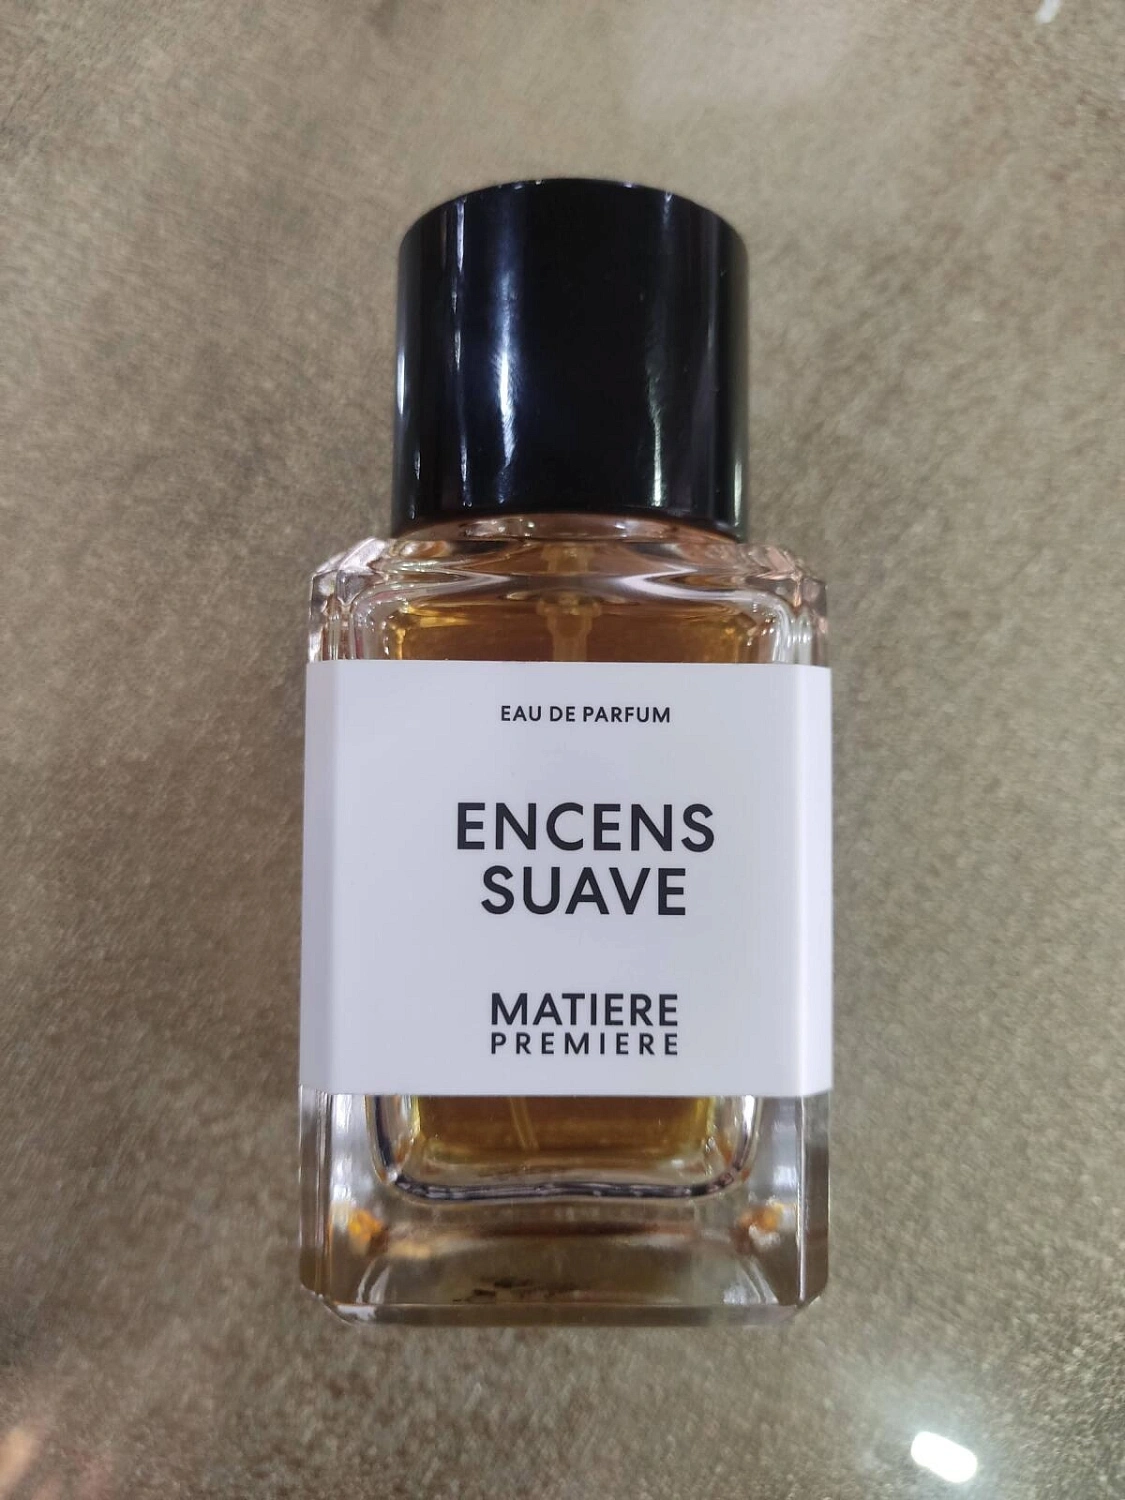 EAU DE PARFUM
ENCENS
SUAVE
MATIERE
PREMIERE